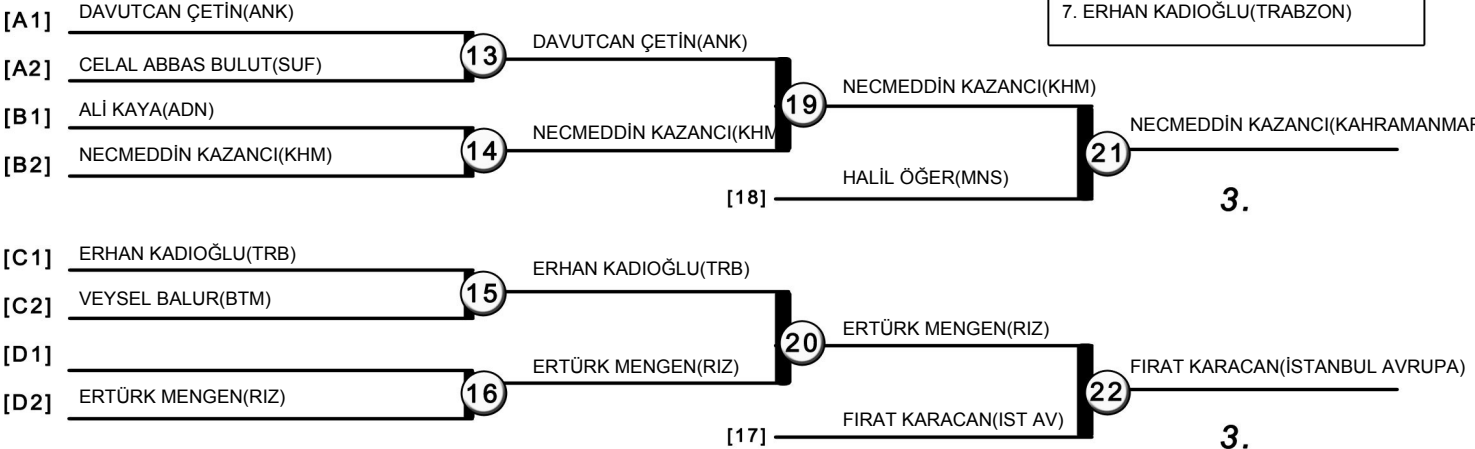 7. ERHAN KADIOĞLU(TRABZON)
[A1] DAVUTCAN ÇETİN(ANK)
13 DAVUTCAN ÇETİN(ANK)
[A2] CELAL ABBAS BULUT(SUF)
19 NECMEDDİN KAZANCI(KHM)
[B1] ALİ KAYA(ADN)
14 NECMEDDİN KAZANCI(KHM
21 NECMEDDİN KAZANCI(KAHRAMANMAR
[B2] NECMEDDİN KAZANCI(KHM)
[18] HALİL ÖĞER(MNS)
3.
[C1] ERHAN KADIOĞLU(TRB)
15 ERHAN KADIOĞLU(TRB)
[C2] VEYSEL BALUR(BTM)
20 ERTÜRK MENGEN(RIZ)
[D1]
16 ERTÜRK MENGEN(RIZ)
22 FIRAT KARACAN(İSTANBUL AVRUPA)
[D2] ERTÜRK MENGEN(RIZ)
[17] FIRAT KARACAN(IST AV)
3.